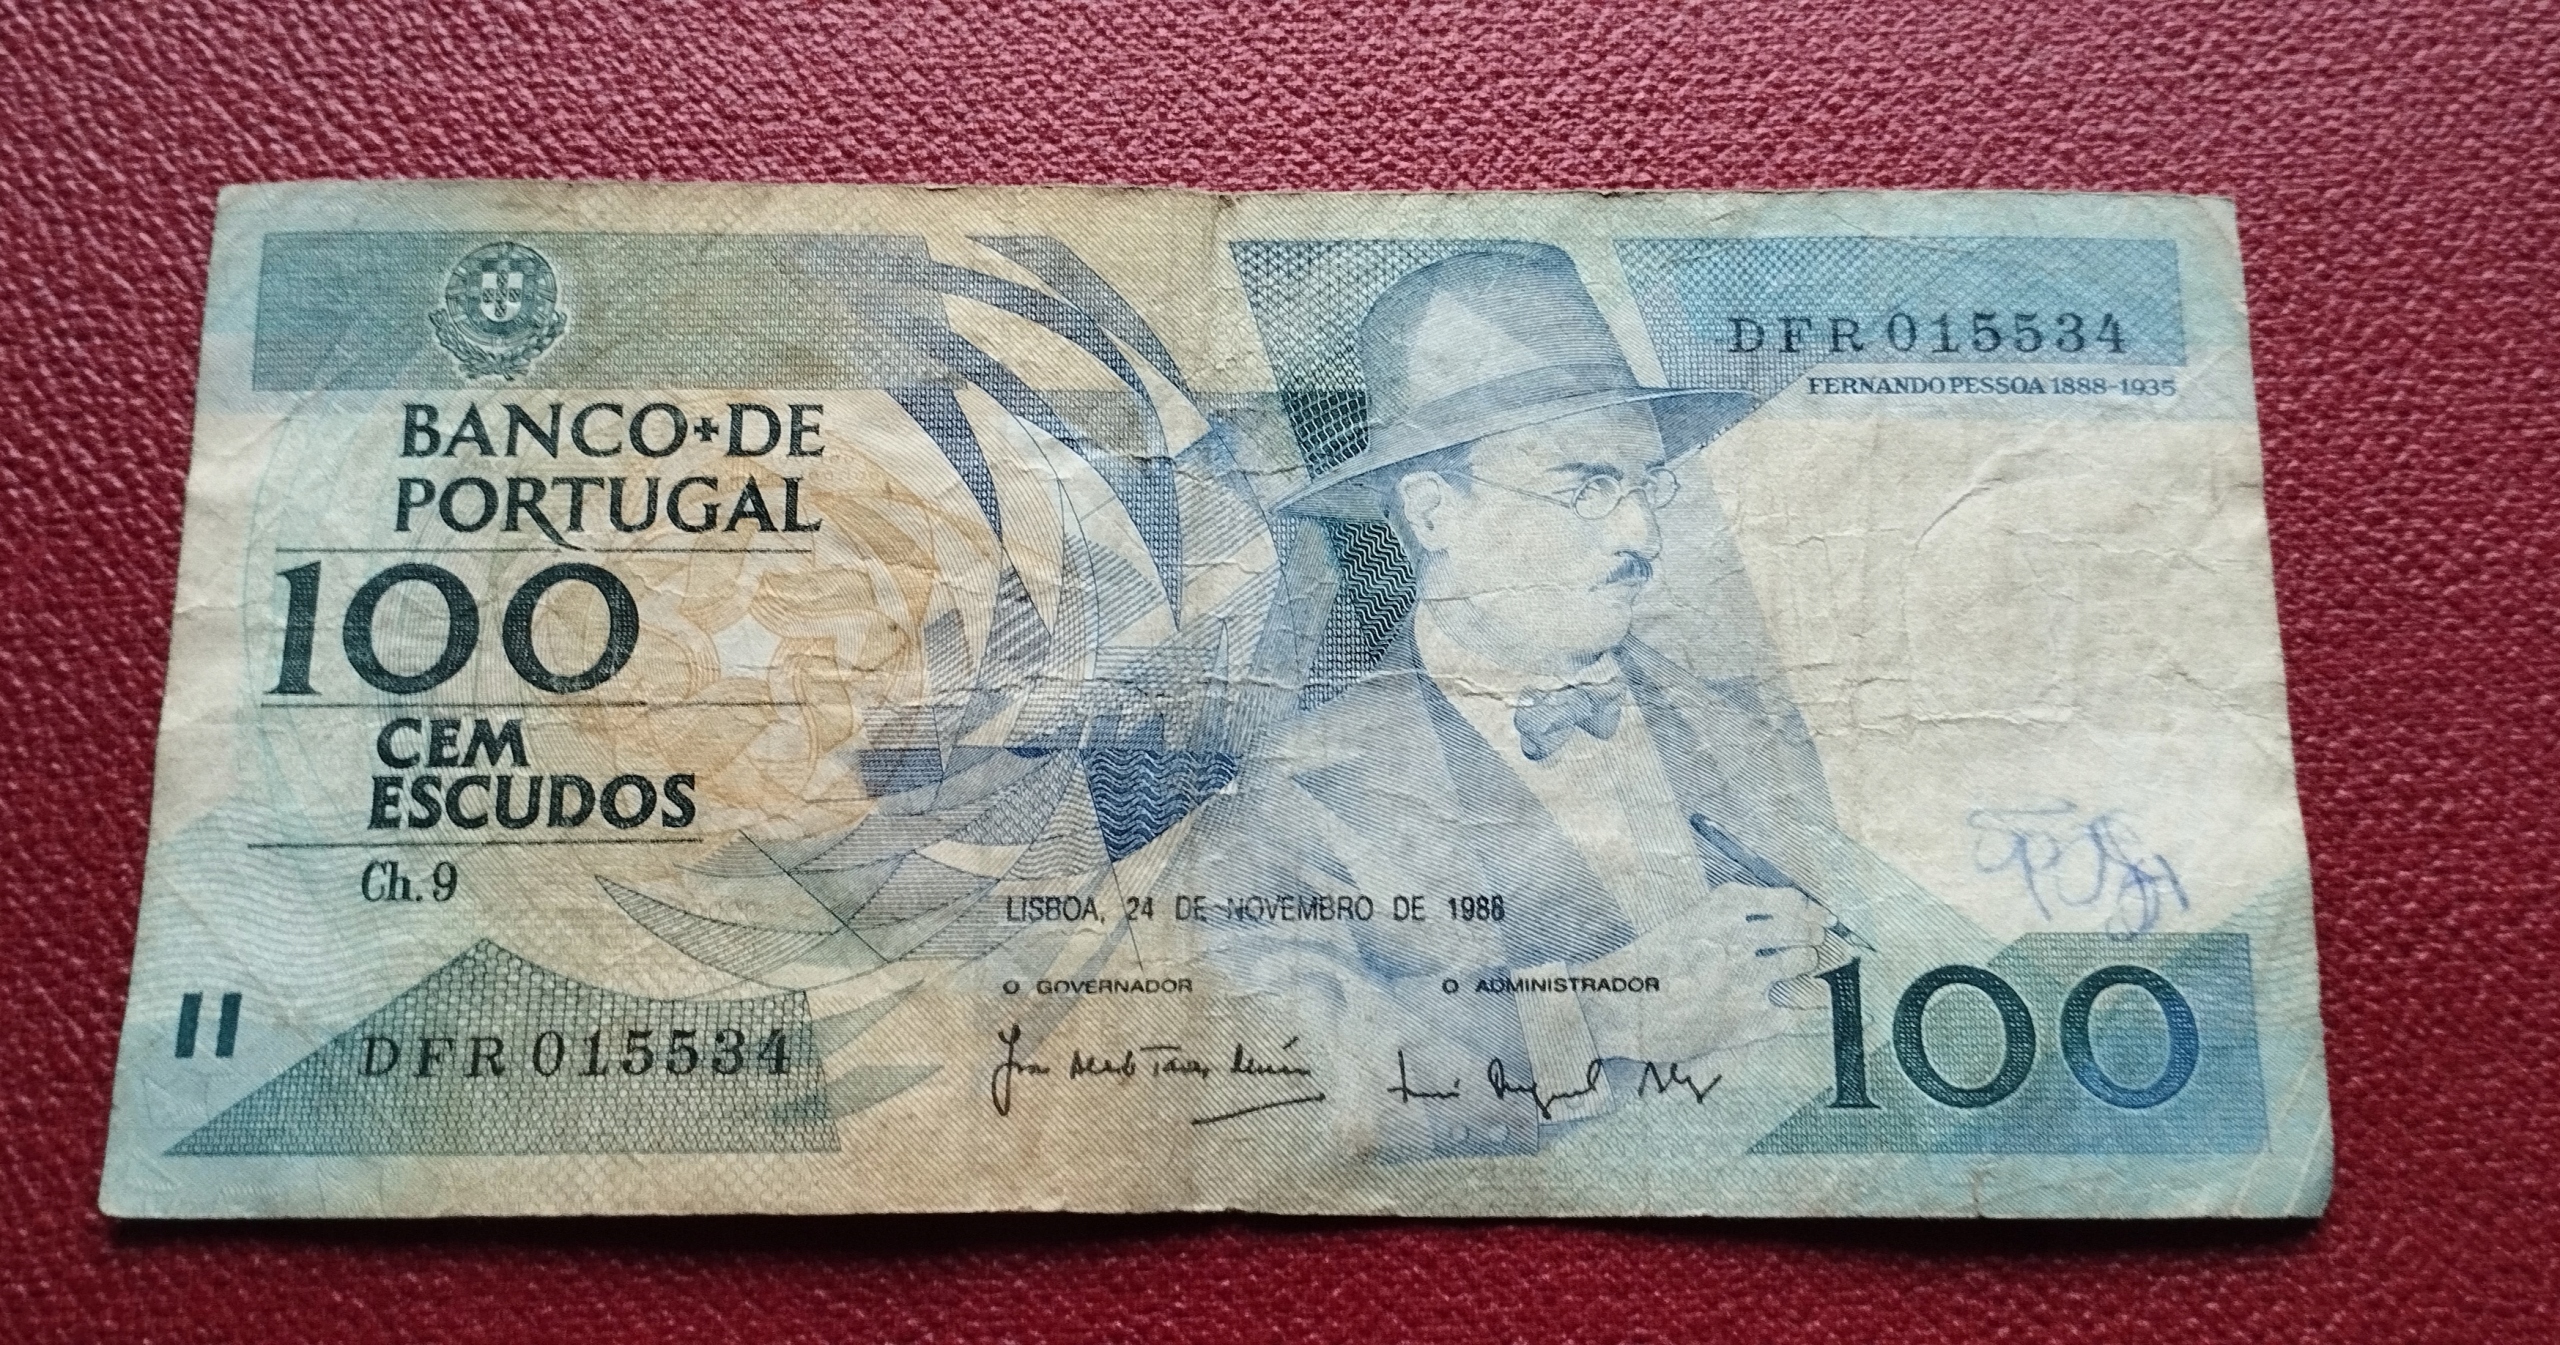 DFR 015534
FERNANDO PESSOA 1888-1935
BANCO+DE
PORTUGAL
100
CEM
ESCUDOS
Ch. 9
LISBOA, 24 DE NOVEMBRO DE 1988
O GOVERNADOR
O ADMINISTRADOR
DFR 015534
100